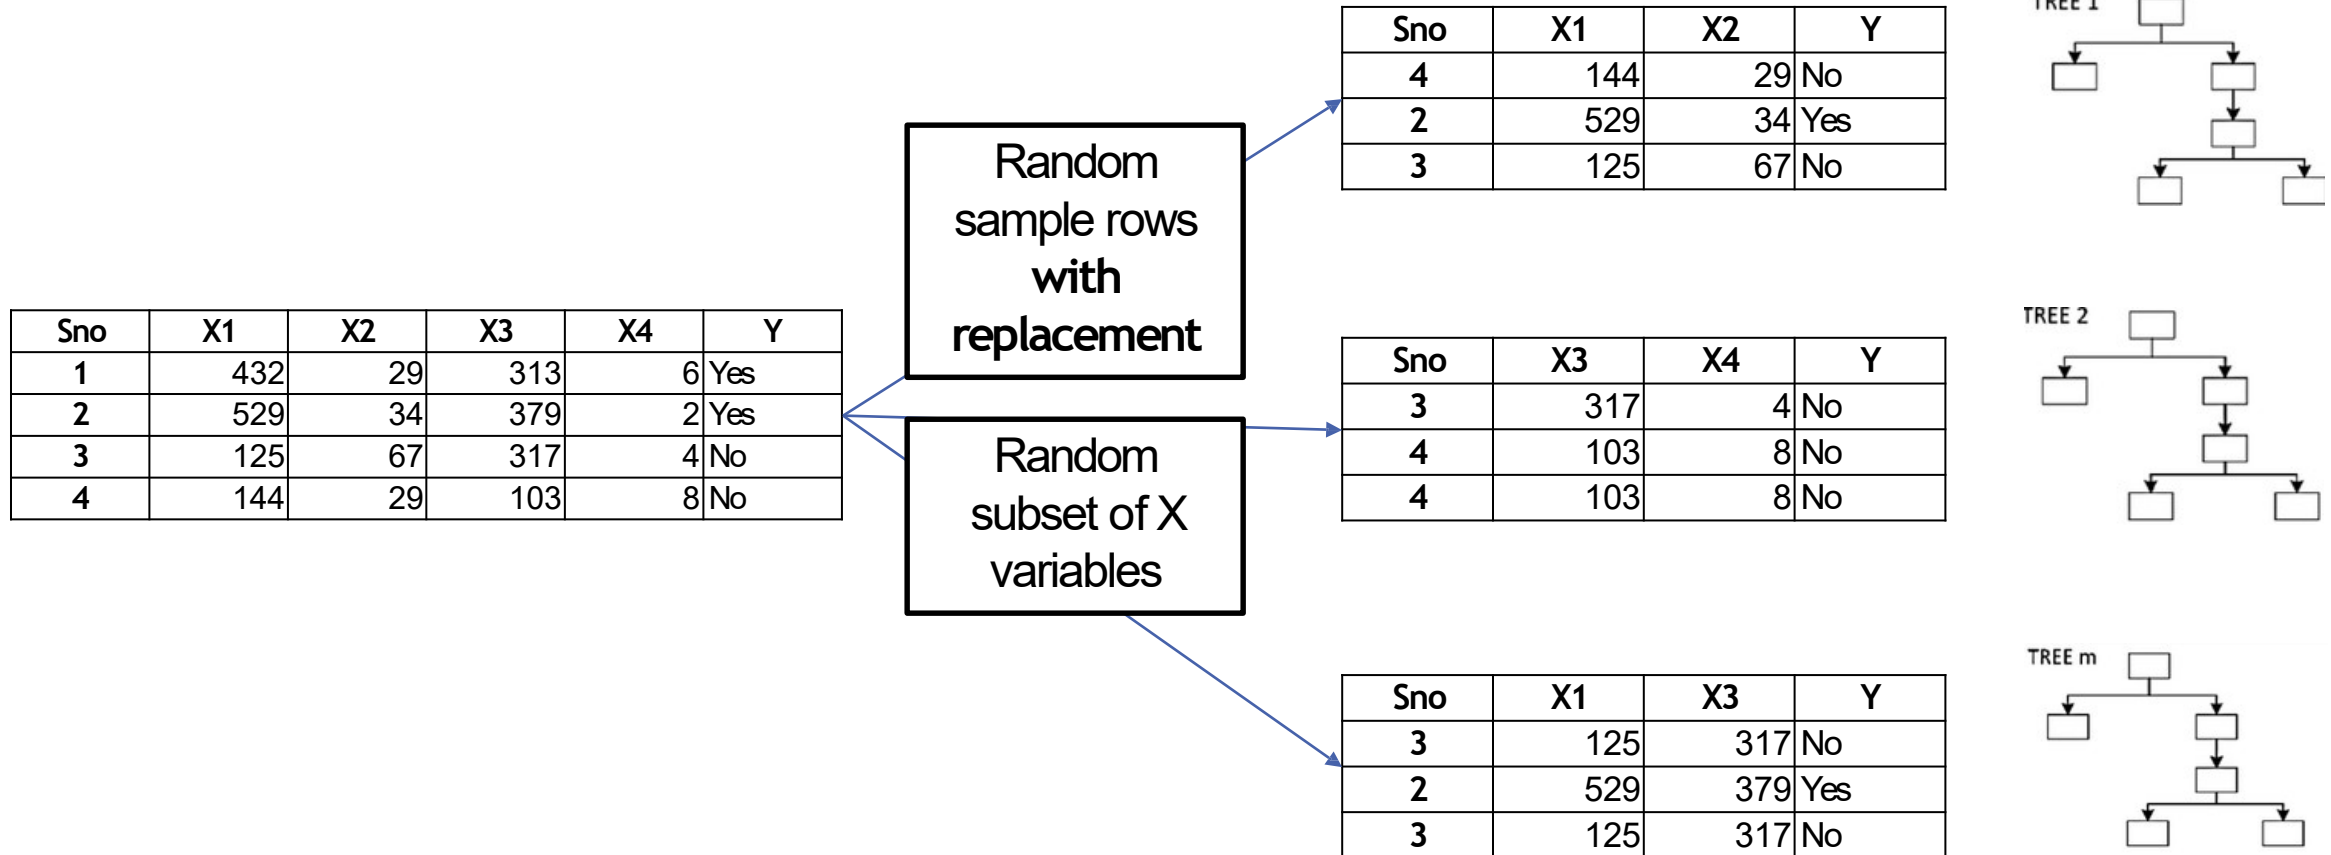 Sno X1 X2 X3 X4 Y
1 432 29 313 6 Yes
2 529 34 379 2 Yes
3 125 67 317 4 No
4 144 29 103 8 No
Random
sample rows
with
replacement
Random
subset of X
variables
Sno X1 X2 Y
4 144 29 No
2 529 34 Yes
3 125 67 No
TREE 1
Sno X3 X4 Y
3 317 4 No
4 103 8 No
4 103 8 No
TREE 2
Sno X1 X3 Y
3 125 317 No
2 529 379 Yes
3 125 317 No
TREE m